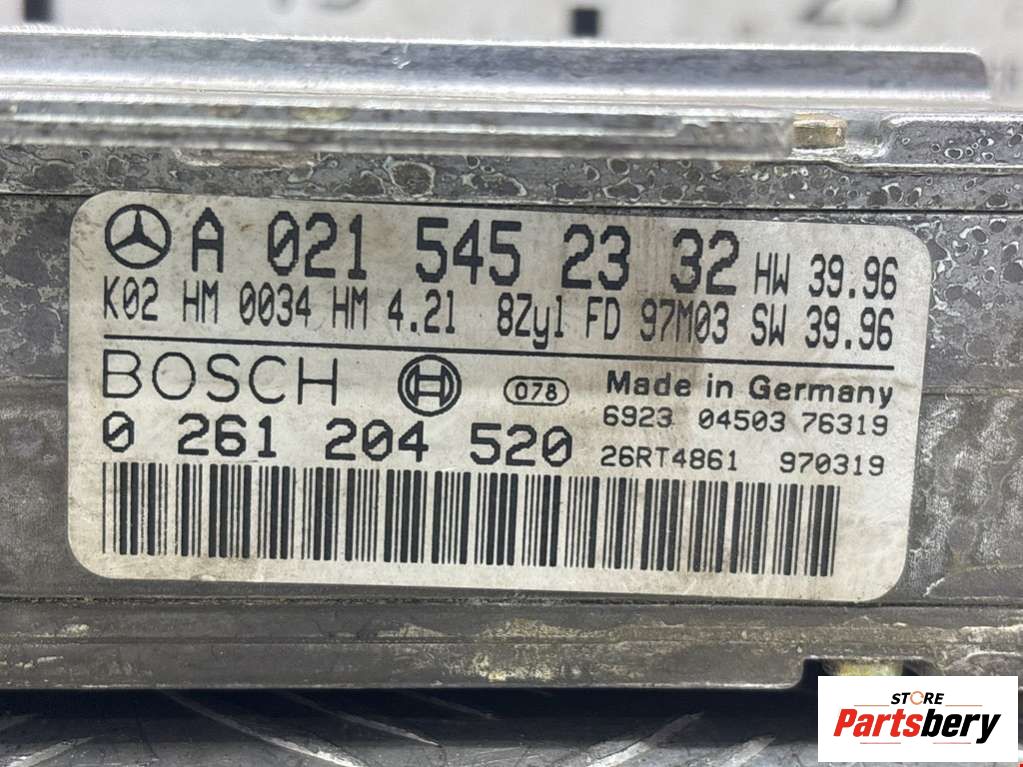 A 021 545 23 32 HW 39.96
K02 HM 0034 HM 4.21 8Zyl FD 97M03 SW 39.96
BOSCH 078 Made in Germany
6923 04503 76319
0 261 204 520 26RT4861 970319
STORE
Partsbery